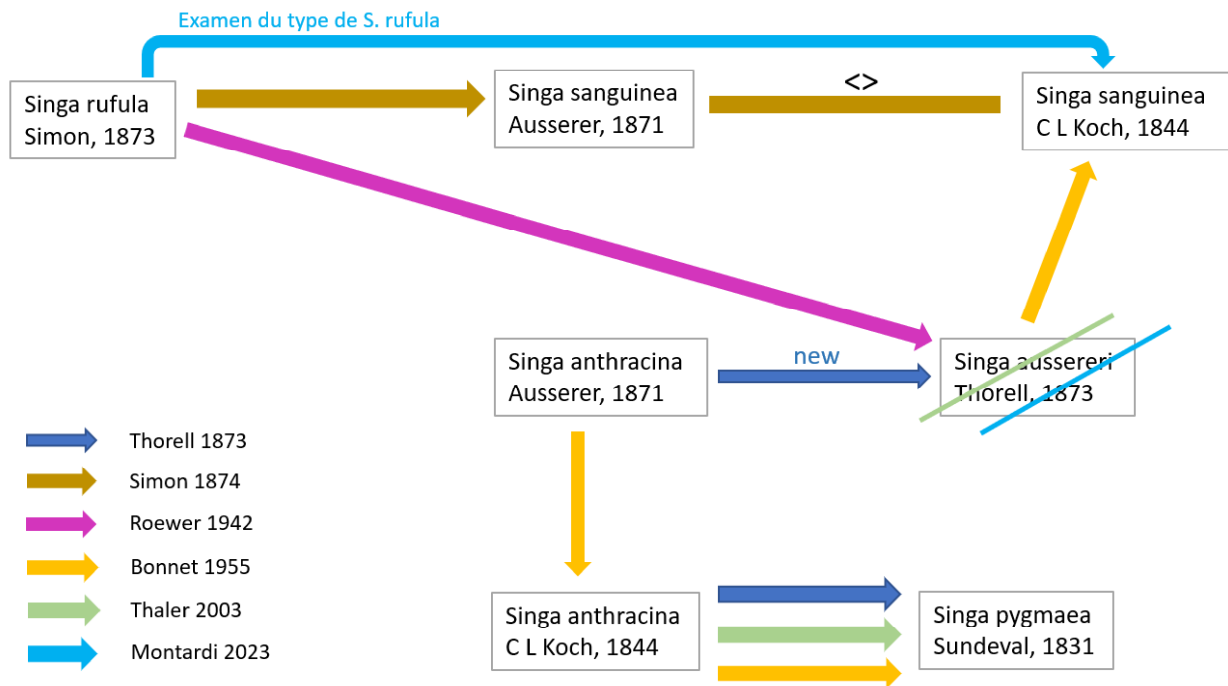 Examen du type de S. rufula
Singa rufula
Simon, 1873
Singa sanguinea
Ausserer, 1871
<>
Singa sanguinea
C L Koch, 1844
Singa anthracina
Ausserer, 1871
new
Singa aussereri
Thorell, 1873
Thorell 1873
Simon 1874
Roewer 1942
Bonnet 1955
Thaler 2003
Montardi 2023
Singa anthracina
C L Koch, 1844
Singa pygmaea
Sundeval, 1831